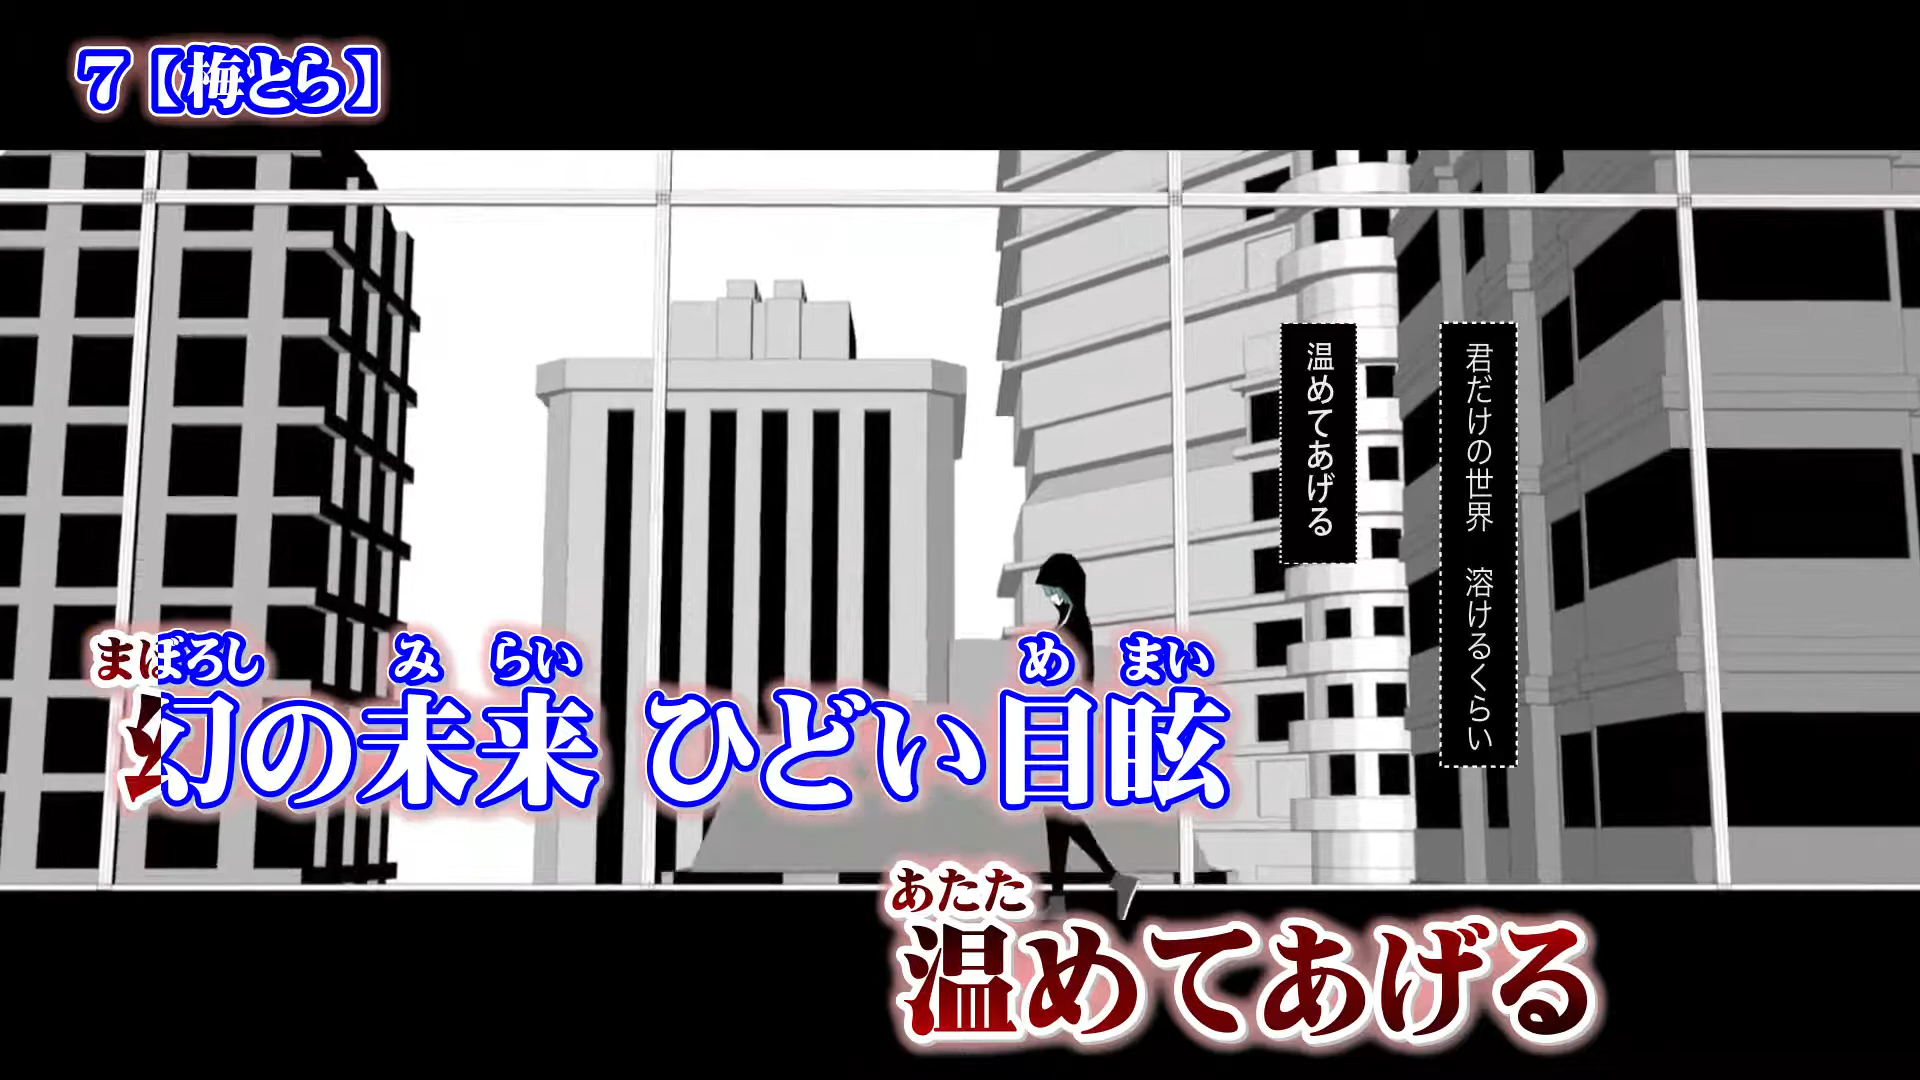 7【梅とら】
君だけの世界　溶けるくらい
温めてあげる
まぼろし み らい め まい
幻の未来 ひどい目眩
あたた
温めてあげる